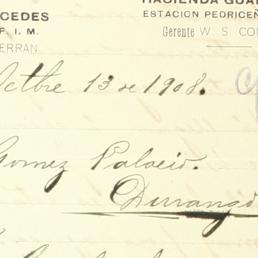 CEDES
F. I. M.
ERRAN
HACIENDA GUA
ESTACION PEDRICEÑ
Gerente W. S. CO
Octbre 13 de 1908.
Gomez Palacio.
Durango